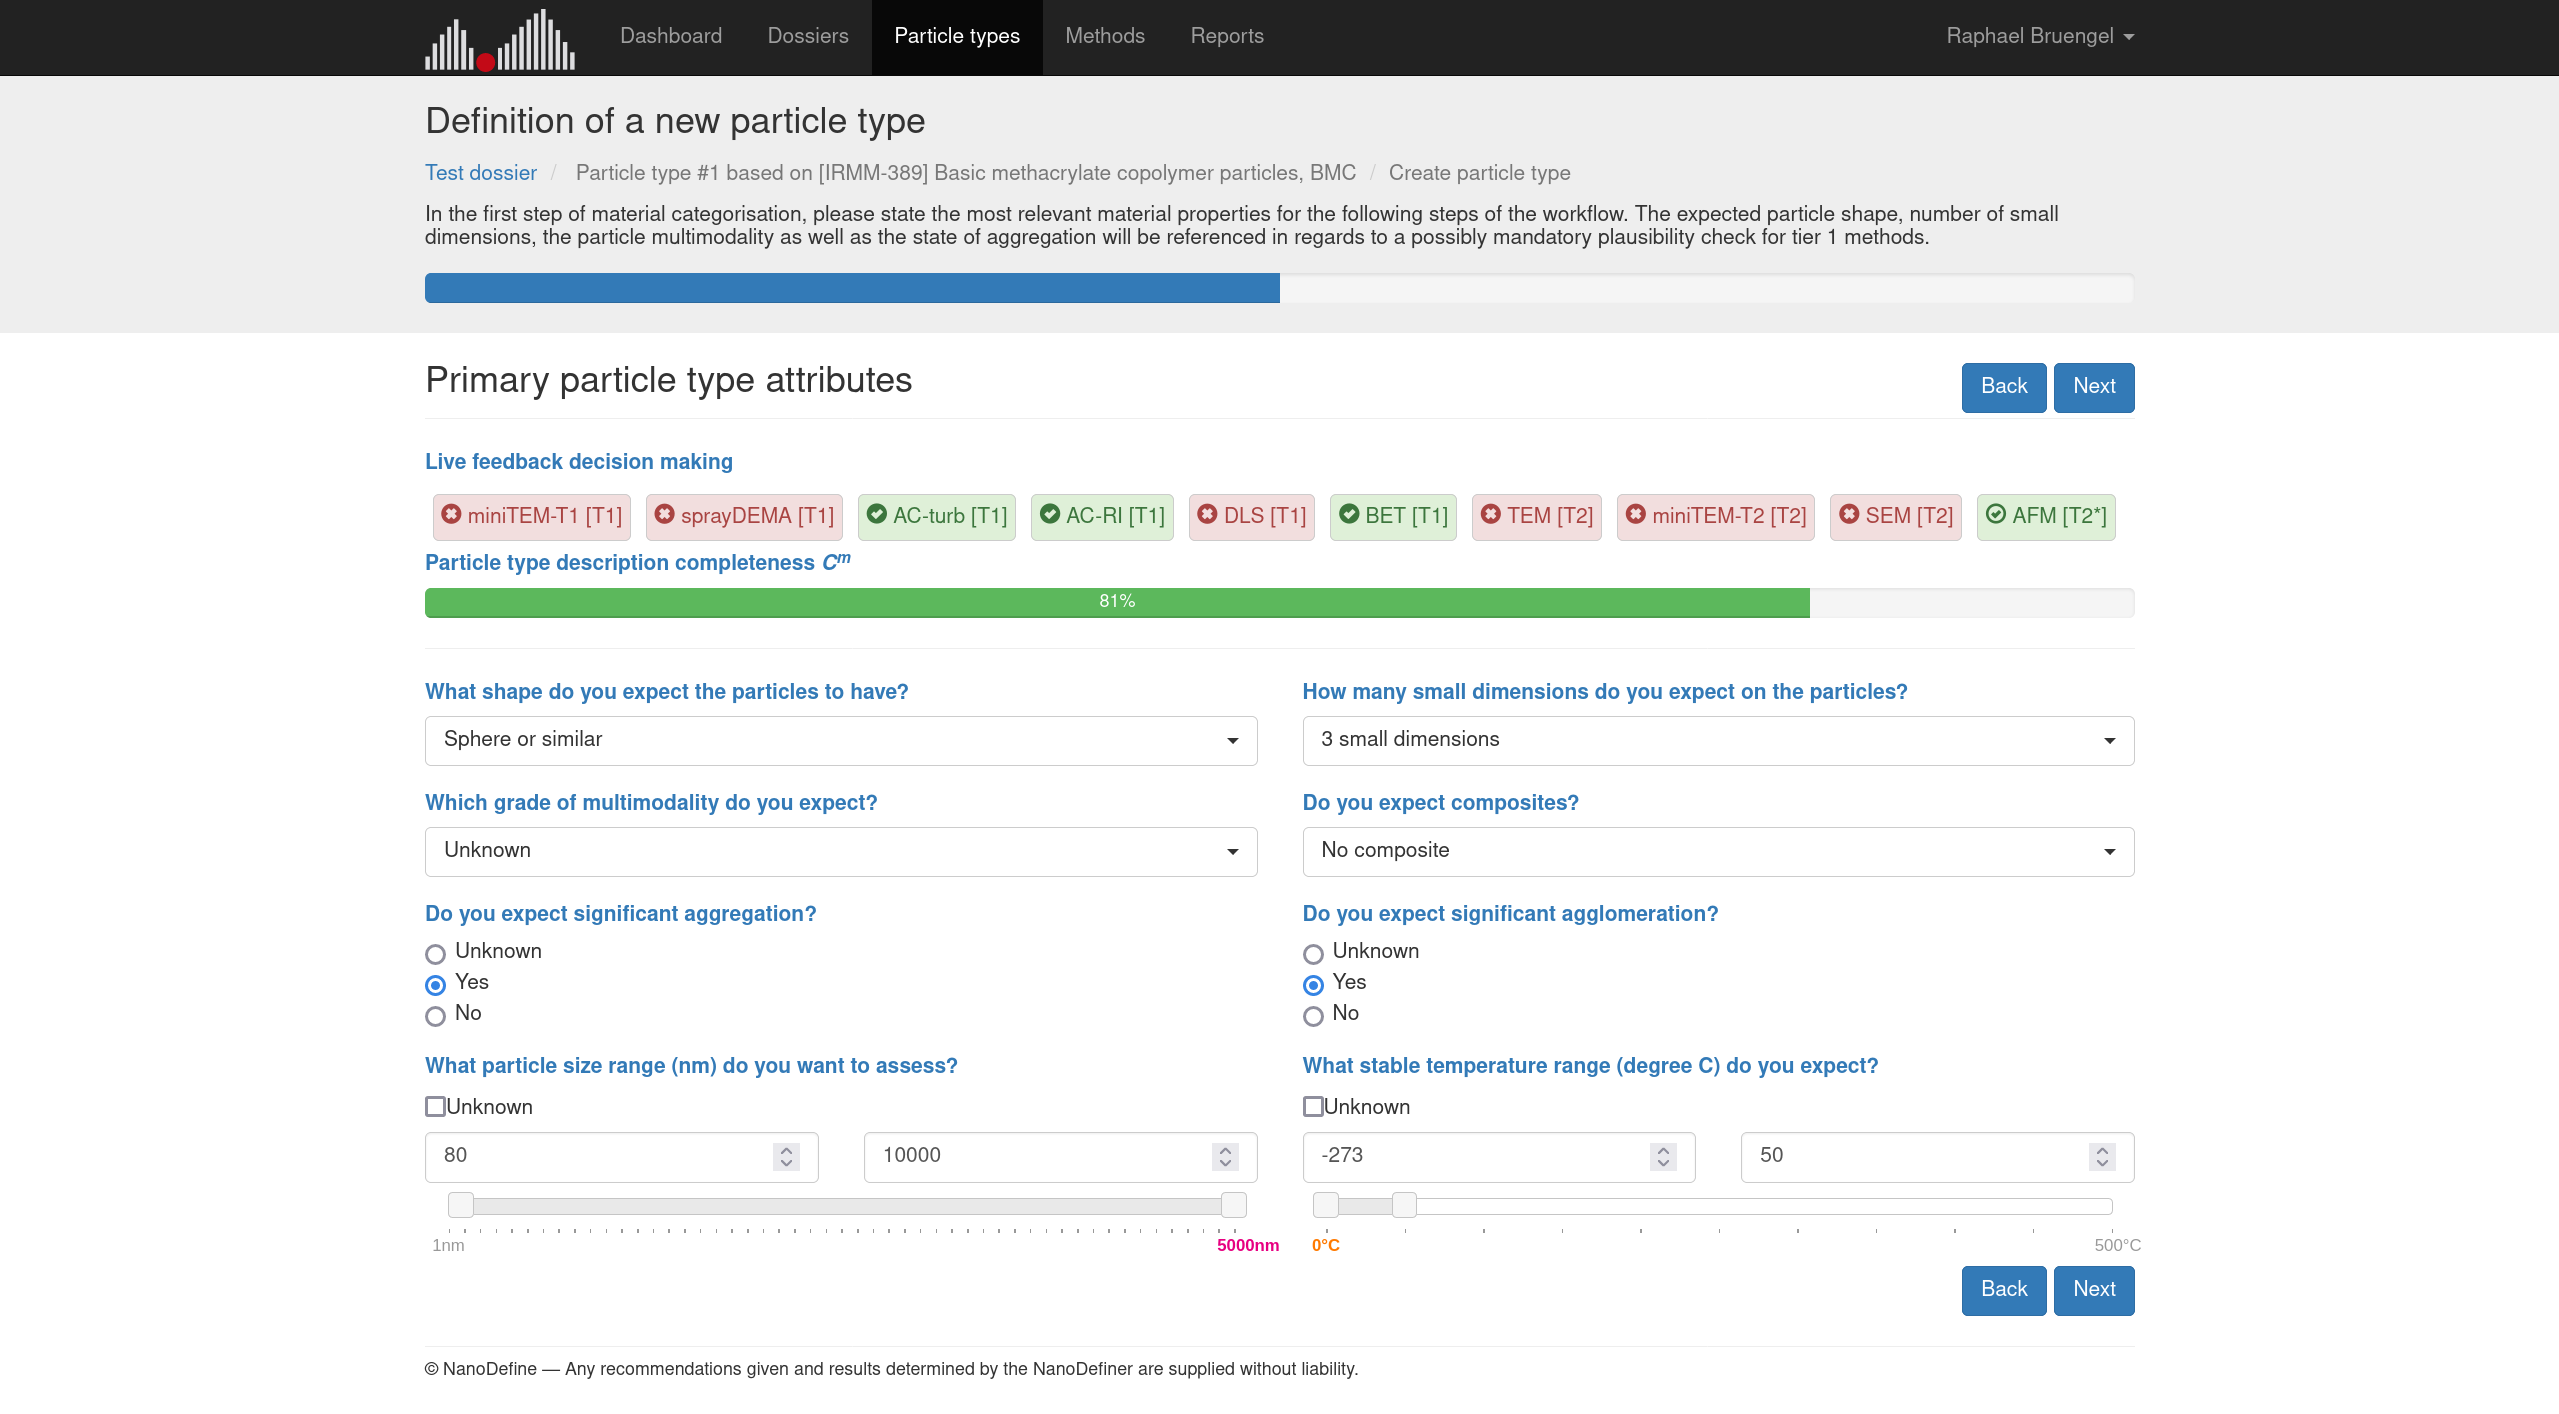 Dashboard Dossiers Particle types Methods Reports Raphael Bruengel
Definition of a new particle type
Test dossier / Particle type #1 based on [IRMM-389] Basic methacrylate copolymer particles, BMC / Create particle type
In the first step of material categorisation, please state the most relevant material properties for the following steps of the workflow. The expected particle shape, number of small
dimensions, the particle multimodality as well as the state of aggregation will be referenced in regards to a possibly mandatory plausibility check for tier 1 methods.
Primary particle type attributes
Back Next
Live feedback decision making
miniTEM-T1 [T1] sprayDEMA [T1] AC-turb [T1] AC-RI [T1] DLS [T1] BET [T1] TEM [T2] miniTEM-T2 [T2] SEM [T2] AFM [T2*]
Particle type description completeness C^m
81%
What shape do you expect the particles to have?
Sphere or similar
How many small dimensions do you expect on the particles?
3 small dimensions
Which grade of multimodality do you expect?
Unknown
Do you expect composites?
No composite
Do you expect significant aggregation?
Unknown
Yes
No
Do you expect significant agglomeration?
Unknown
Yes
No
What particle size range (nm) do you want to assess?
Unknown
80 10000
1nm 5000nm
What stable temperature range (degree C) do you expect?
Unknown
-273 50
0°C 500°C
Back Next
© NanoDefine — Any recommendations given and results determined by the NanoDefiner are supplied without liability.